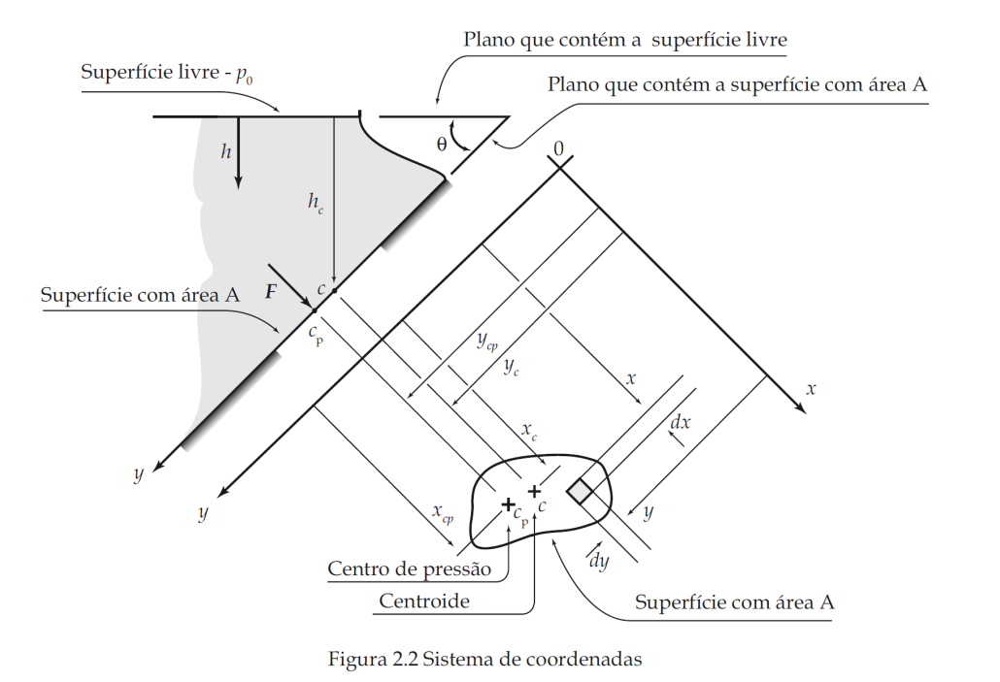 Plano que contém a superfície livre
Superfície livre - p0
Plano que contém a superfície com área A
θ
0
h
hc
Superfície com área A
F
c
cp
ycp
yc
x
x
dx
xc
y
y
xcp
cp
c
y
dy
Centro de pressão
Centroide
Superfície com área A
Figura 2.2 Sistema de coordenadas